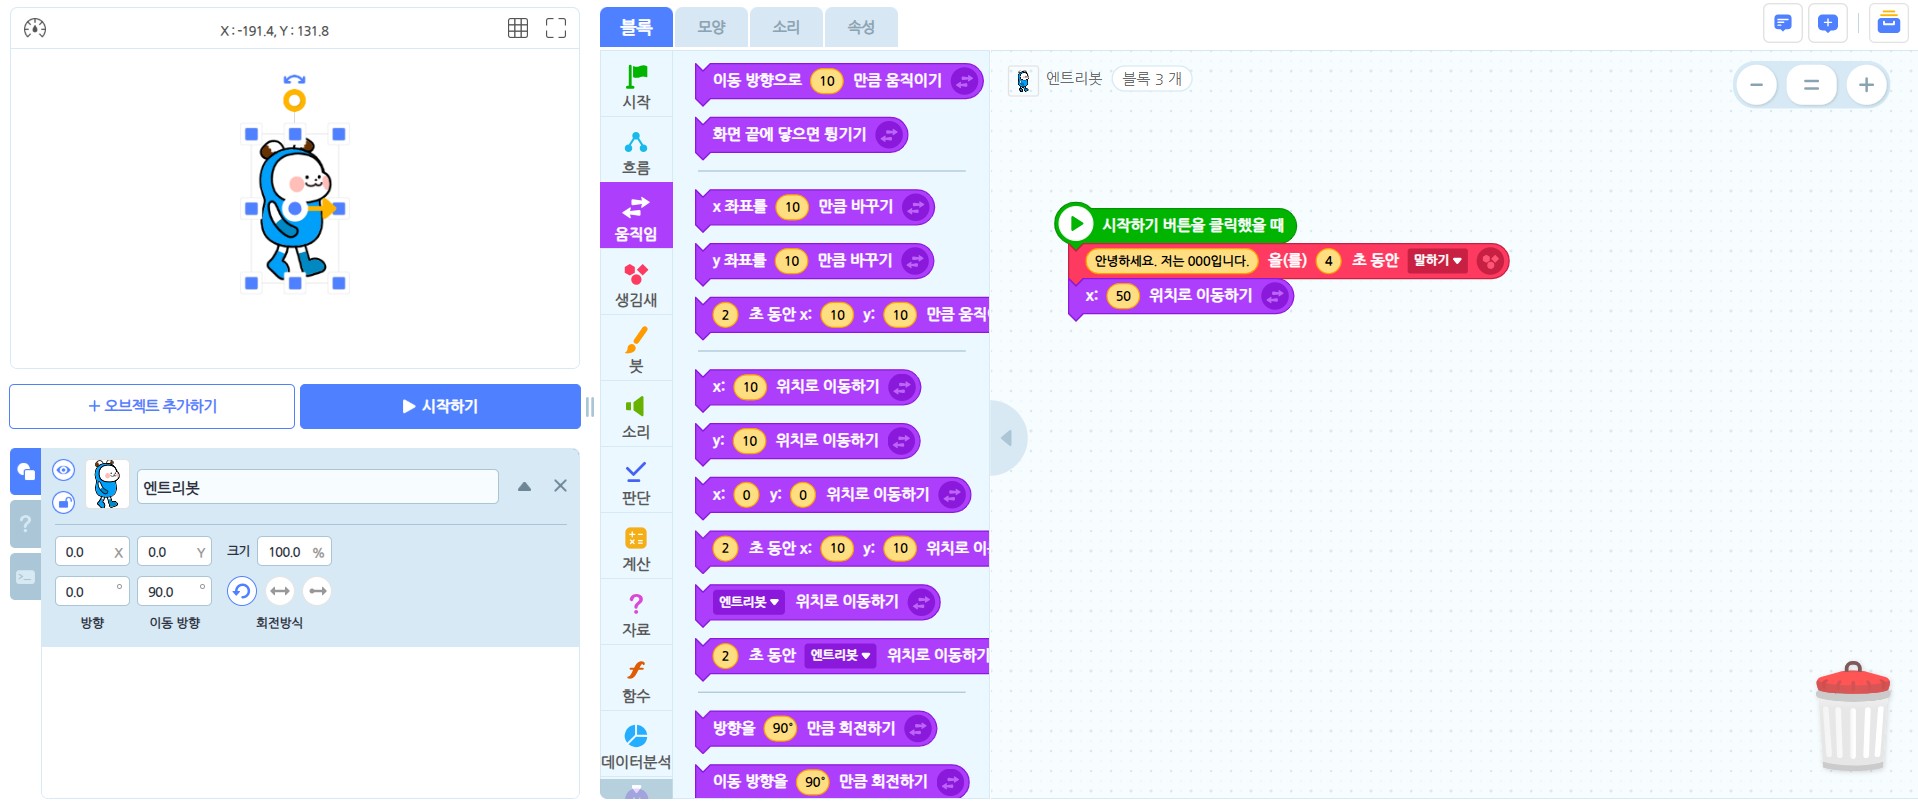 X : -191.4, Y : 131.8
+ 오브젝트 추가하기
시작하기
엔트리봇
0.0 X
0.0 Y
크기 100.0 %
0.0 °
90.0 °
방향
이동 방향
회전방식
블록
모양
소리
속성
시작
흐름
움직임
생김새
붓
소리
판단
계산
자료
함수
데이터분석
이동 방향으로 10 만큼 움직이기
화면 끝에 닿으면 튕기기
x 좌표를 10 만큼 바꾸기
y 좌표를 10 만큼 바꾸기
2 초 동안 x: 10 y: 10 만큼 움직
x: 10 위치로 이동하기
y: 10 위치로 이동하기
x: 0 y: 0 위치로 이동하기
2 초 동안 x: 10 y: 10 위치로 이
엔트리봇 위치로 이동하기
2 초 동안 엔트리봇 위치로 이동하기
방향을 90° 만큼 회전하기
이동 방향을 90° 만큼 회전하기
엔트리봇 블록 3 개
시작하기 버튼을 클릭했을 때
안녕하세요. 저는 000입니다. 을(를) 4 초 동안 말하기
x: 50 위치로 이동하기